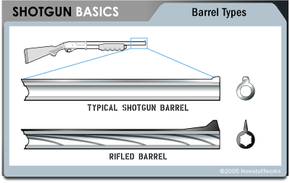 SHOTGUN BASICS
Barrel Types
TYPICAL SHOTGUN BARREL
RIFLED BARREL
©2005 HowStuffWorks